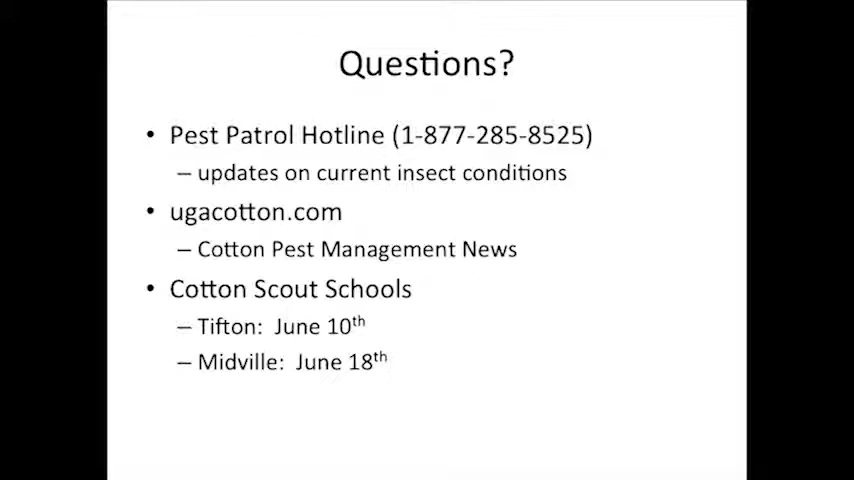 Questions?
• Pest Patrol Hotline (1-877-285-8525)
– updates on current insect conditions
• ugacotton.com
– Cotton Pest Management News
• Cotton Scout Schools
– Tifton: June 10th
– Midville: June 18th